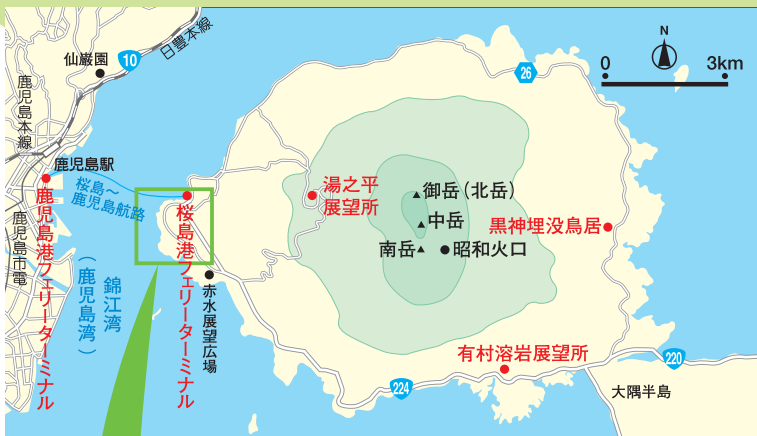 仙巌園
10
日豊本線
鹿児島本線
鹿児島駅
桜島～
鹿児島航路
鹿児島港フェリーターミナル
鹿児島市電
錦江湾
（鹿児島湾）
桜島港フェリーターミナル
赤水展望広場
湯之平
展望所
御岳（北岳）
中岳
南岳
昭和火口
黒神埋没鳥居
有村溶岩展望所
26
N
0
3km
224
220
大隅半島